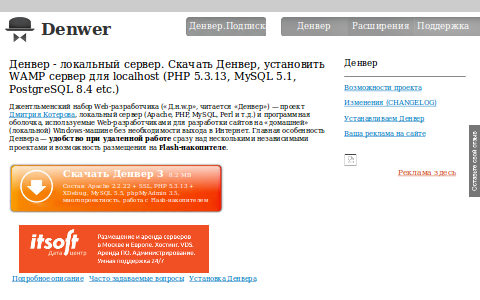 Denwer
Денвер.Подписка
Денвер
Расширения
Поддержка
Денвер - локальный сервер. Скачать Денвер, установить
WAMP сервер для localhost (PHP 5.3.13, MySQL 5.1,
PostgreSQL 8.4 etc.)
Джентльменский набор Web-разработчика («Д.н.w.р», читается «Денвер») — проект
Дмитрия Котерова, локальный сервер (Apache, PHP, MySQL, Perl и т.д.) и программная
оболочка, используемые Web-разработчиками для разработки сайтов на «домашней»
(локальной) Windows-машине без необходимости выхода в Интернет. Главная особенность
Денвера — удобство при удаленной работе сразу над несколькими независимыми
проектами и возможность размещения на Flash-накопителе.
Скачать Денвер 3 8.2 MB
Состав: Apache 2.2.22 + SSL, PHP 5.3.13 +
XDebug, MySQL 5.5, phpMyAdmin 3.5,
многопроектность, работа с Flash-накопителем
itsoft
Дата центр
Размещение и аренда серверов
в Москве и Европе. Хостинг. VDS.
Аренда ПО. Администрирование.
Умная поддержка 24/7
Подробное описание
Часто задаваемые вопросы
Установка Денвера
Денвер
Возможности проекта
Изменения (CHANGELOG)
Устанавливаем Денвер
Ваша реклама на сайте
Реклама здесь
Оставьте свой отзыв